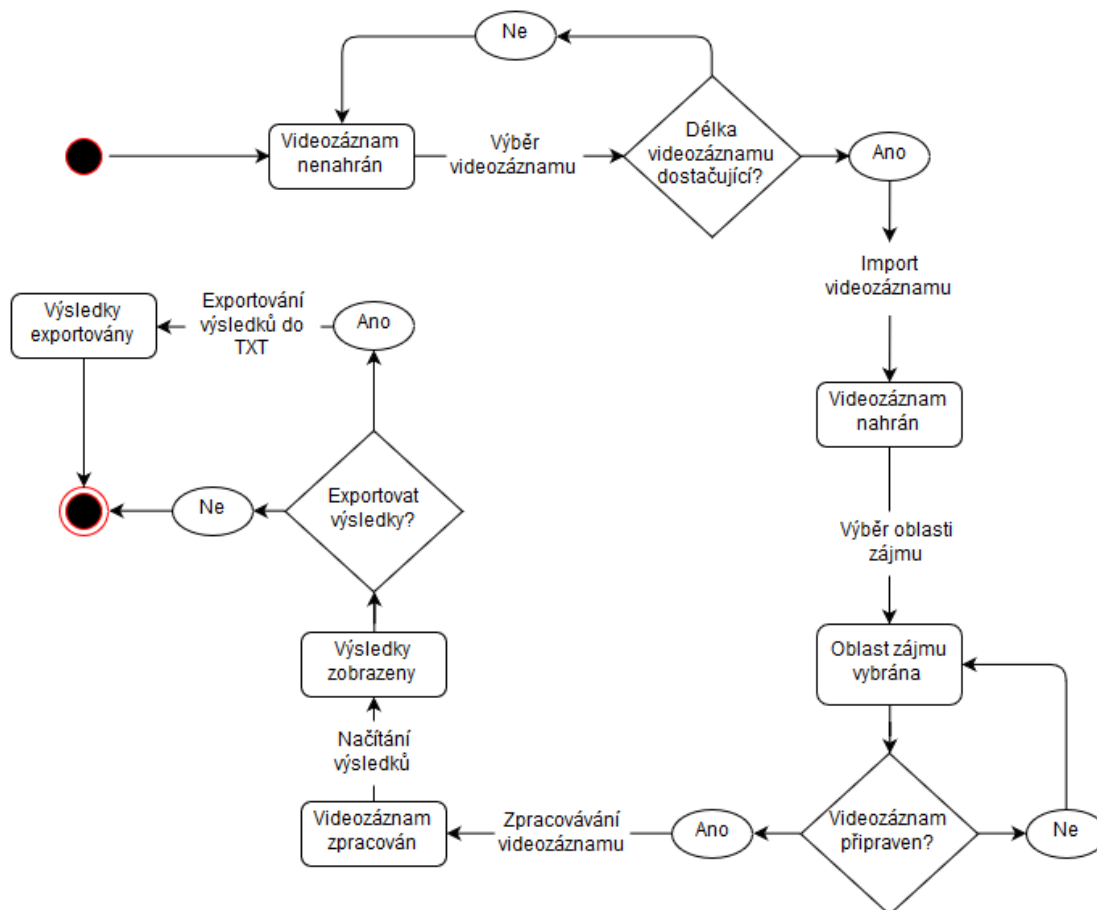 Ne
Videozáznam
nenahrán
Výběr
videozáznamu
Délka
videozáznamu
dostačující?
Ano
Import
videozáznamu
Videozáznam
nahrán
Výběr oblasti
zájmu
Oblast zájmu
vybrána
Videozáznam
připraven?
Ne
Ano
Zpracovávání
videozáznamu
Videozáznam
zpracován
Načítání
výsledků
Výsledky
zobrazeny
Exportovat
výsledky?
Ne
Ano
Exportování
výsledků do
TXT
Výsledky
exportovány